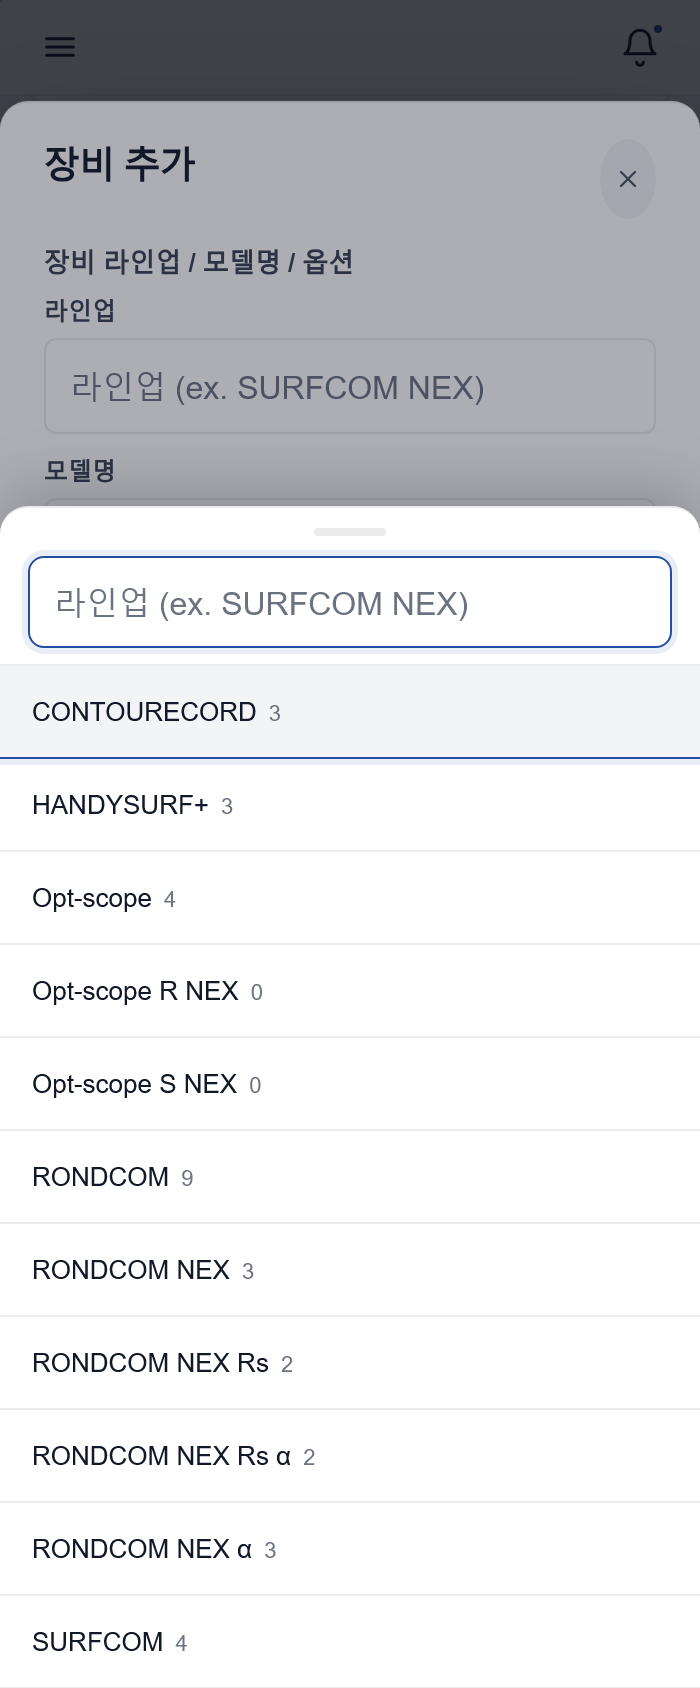 장비 추가
장비 라인업 / 모델명 / 옵션
라인업
라인업 (ex. SURFCOM NEX)
모델명
라인업 (ex. SURFCOM NEX)
CONTOURECORD 3
HANDYSURF+ 3
Opt-scope 4
Opt-scope R NEX 0
Opt-scope S NEX 0
RONDCOM 9
RONDCOM NEX 3
RONDCOM NEX Rs 2
RONDCOM NEX Rs α 2
RONDCOM NEX α 3
SURFCOM 4